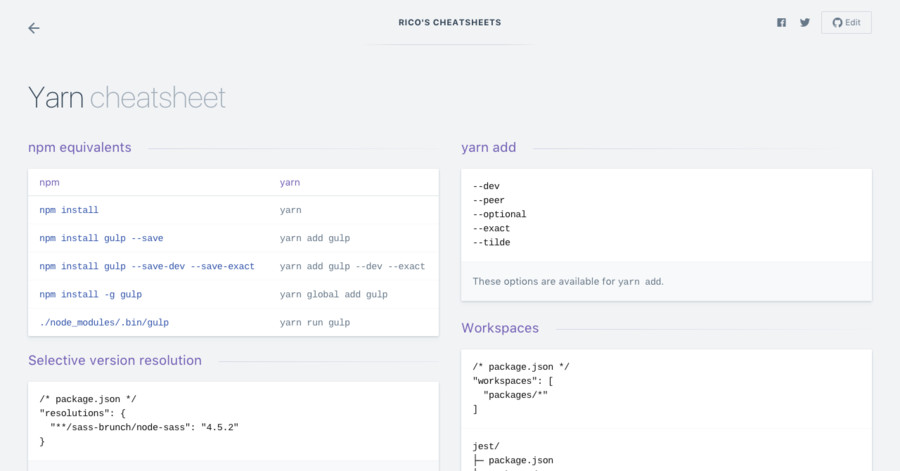 RICO'S CHEATSHEETS
Edit
Yarn cheatsheet
npm equivalents
npm yarn
npm install yarn
npm install gulp --save yarn add gulp
npm install gulp --save-dev --save-exact yarn add gulp --dev --exact
npm install -g gulp yarn global add gulp
./node_modules/.bin/gulp yarn run gulp
Selective version resolution
/* package.json */
"resolutions": {
"**/sass-brunch/node-sass": "4.5.2"
}
yarn add
--dev
--peer
--optional
--exact
--tilde
These options are available for yarn add.
Workspaces
/* package.json */
"workspaces": [
"packages/*"
]
jest/
├─ package.json